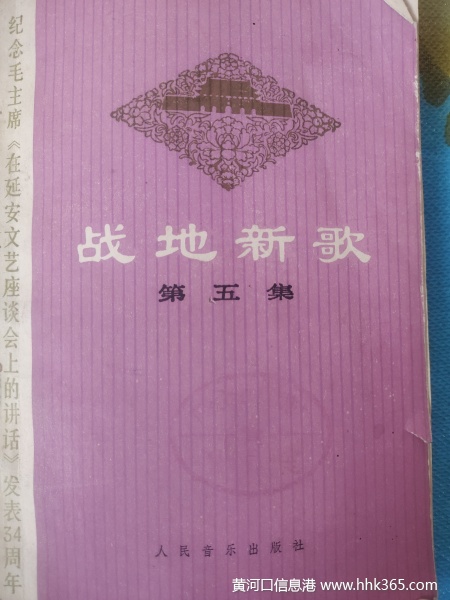 纪念毛主席《在延安文艺座谈会上的讲话》发表34周年
战地新歌
第五集
人民音乐出版社
黄河口信息港 www.hhk365.com